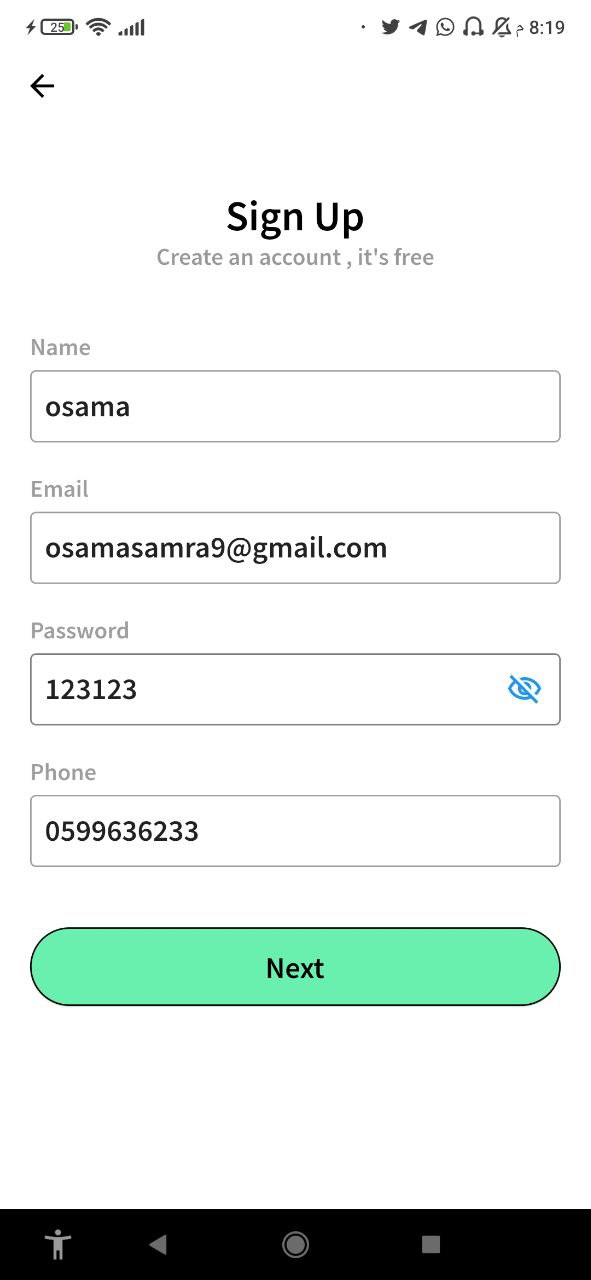 25
م 8:19
Sign Up
Create an account , it's free
Name
osama
Email
osamasamra9@gmail.com
Password
123123
Phone
0599636233
Next